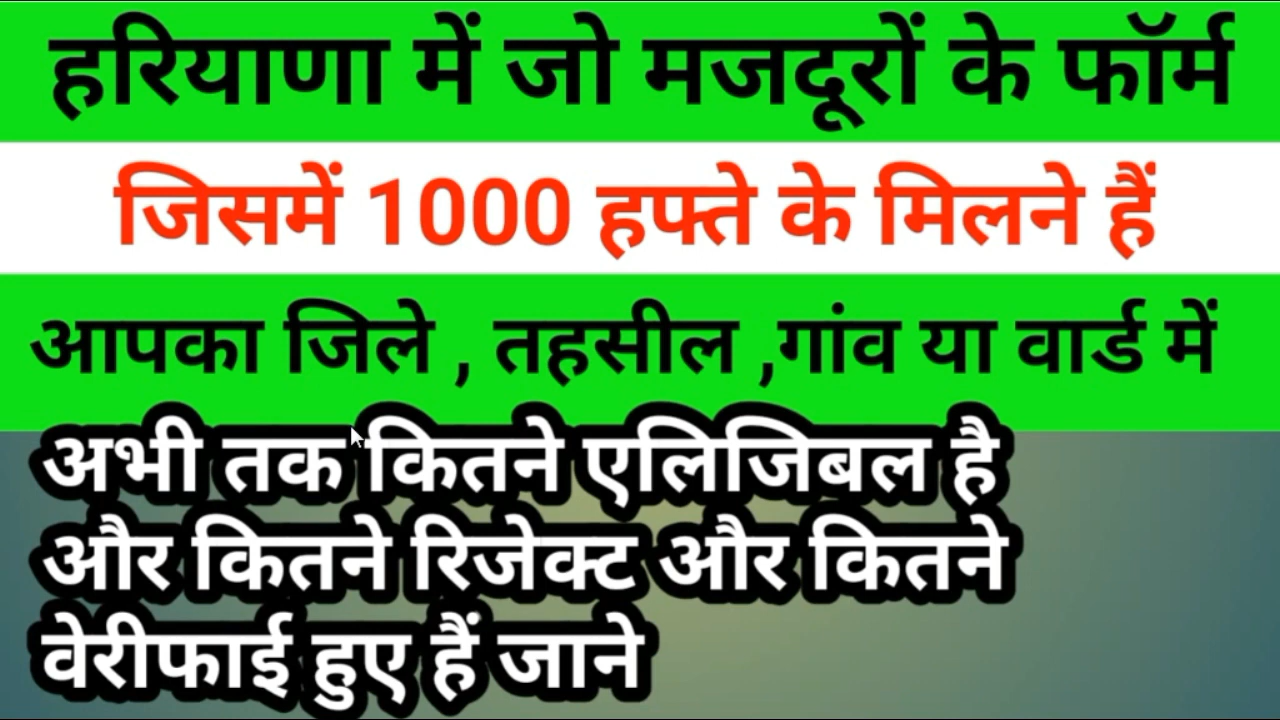 हरियाणा में जो मजदूरों के फॉर्म
जिसमें 1000 हफ्ते के मिलने हैं
आपका जिले , तहसील ,गांव या वार्ड में
अभी तक कितने एलिजिबल है
और कितने रिजेक्ट और कितने
वेरीफाई हुए हैं जाने